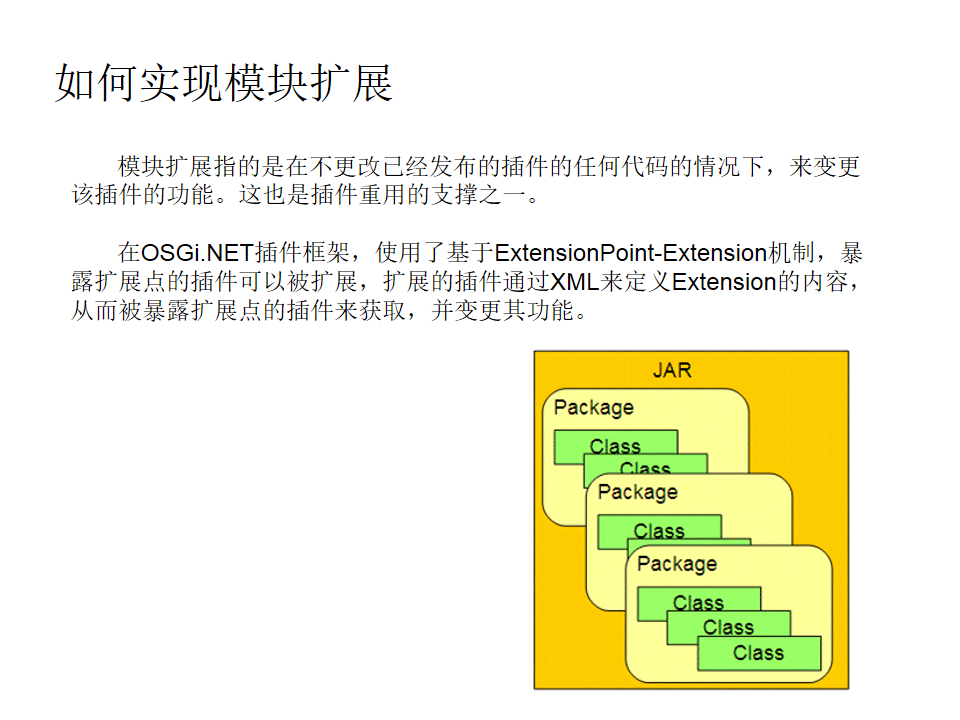 如何实现模块扩展
模块扩展指的是在不更改已经发布的插件的任何代码的情况下，来变更
该插件的功能。这也是插件重用的支撑之一。
在OSGi.NET插件框架，使用了基于ExtensionPoint-Extension机制，暴
露扩展点的插件可以被扩展，扩展的插件通过XML来定义Extension的内容，
从而被暴露扩展点的插件来获取，并变更其功能。
JAR
Package
Class
Class
Package
Class
Package
Class
Class
Class